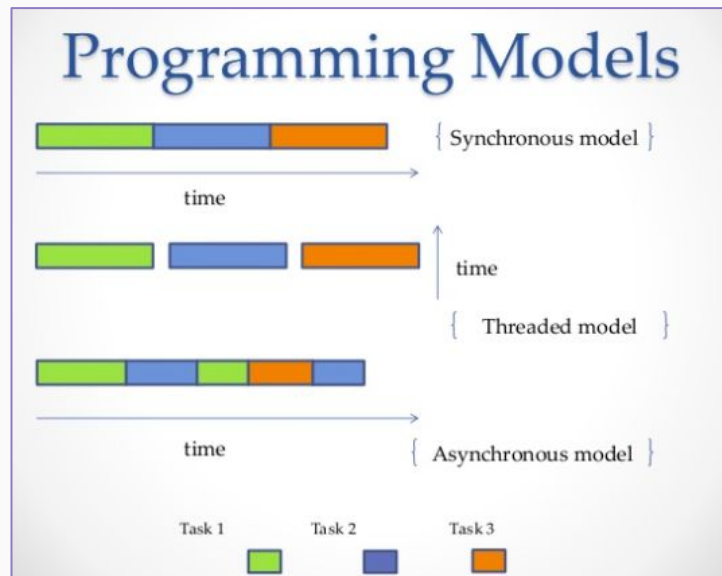 Programming Models
{ Synchronous model }
time
time
{ Threaded model }
time
{ Asynchronous model }
Task 1 Task 2 Task 3